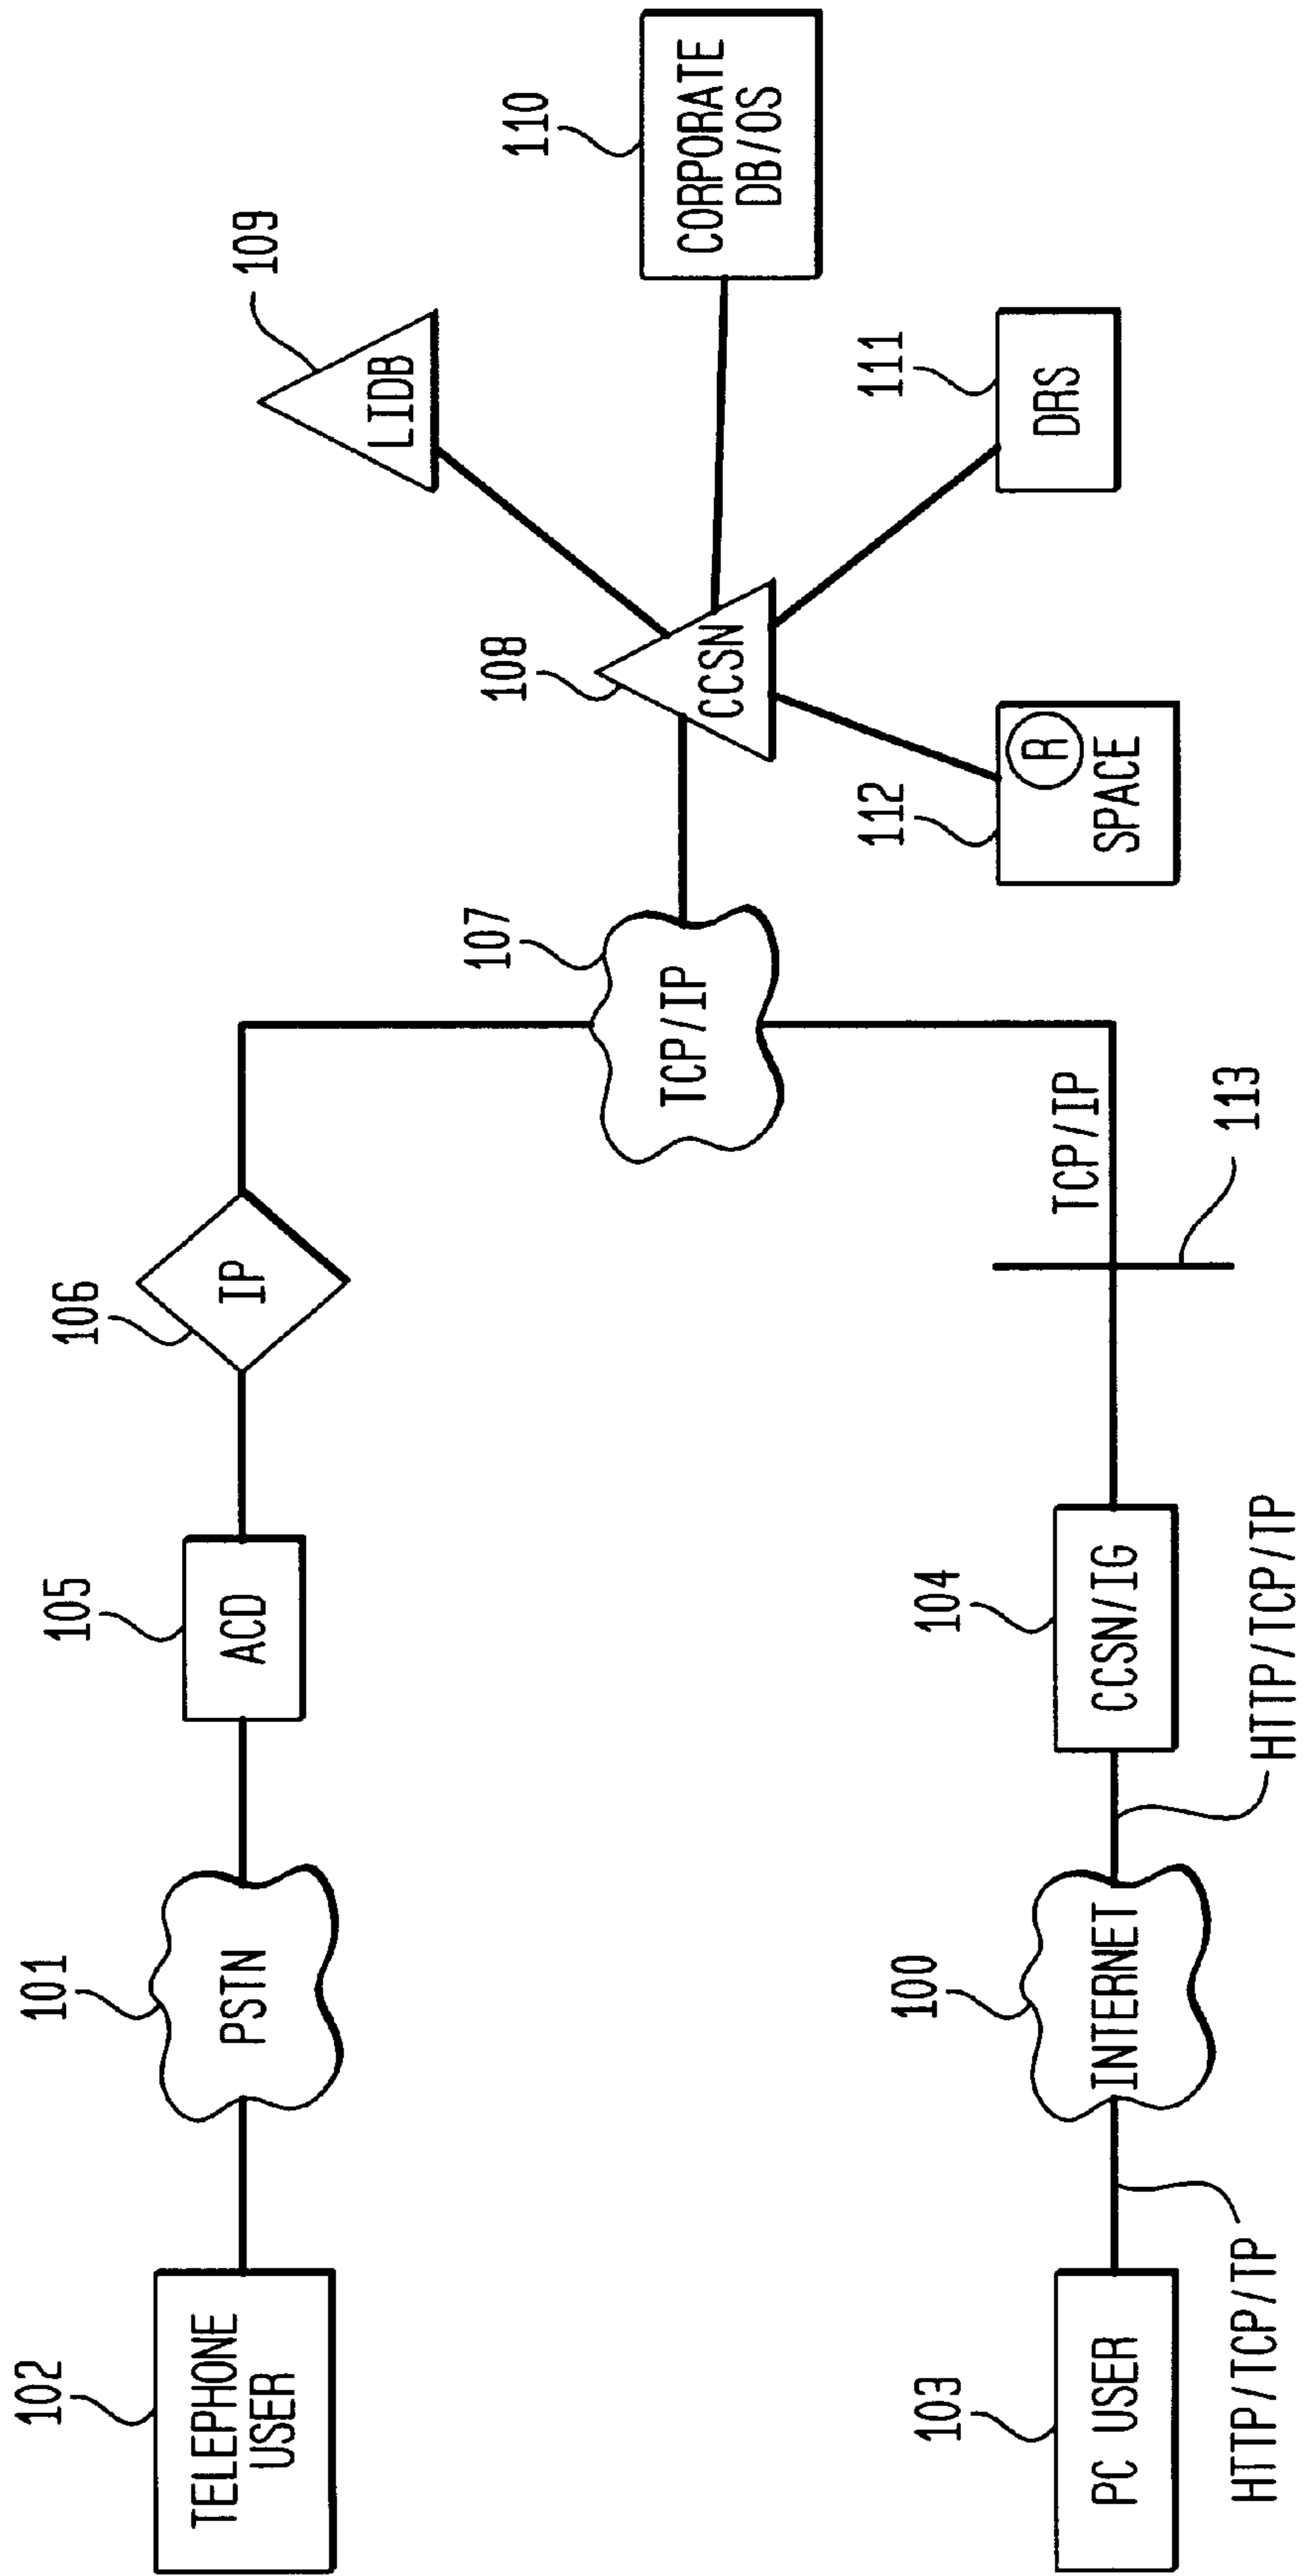 102
TELEPHONE
USER
101
PSTN
105
ACD
106
IP
107
TCP/IP
108
CCSN
109
LIDB
110
CORPORATE
DB/OS
111
DRS
112
R
SPACE
103
PC USER
HTTP/TCP/TP
100
INTERNET
HTTP/TCP/TP
104
CCSN/IG
113
TCP/IP